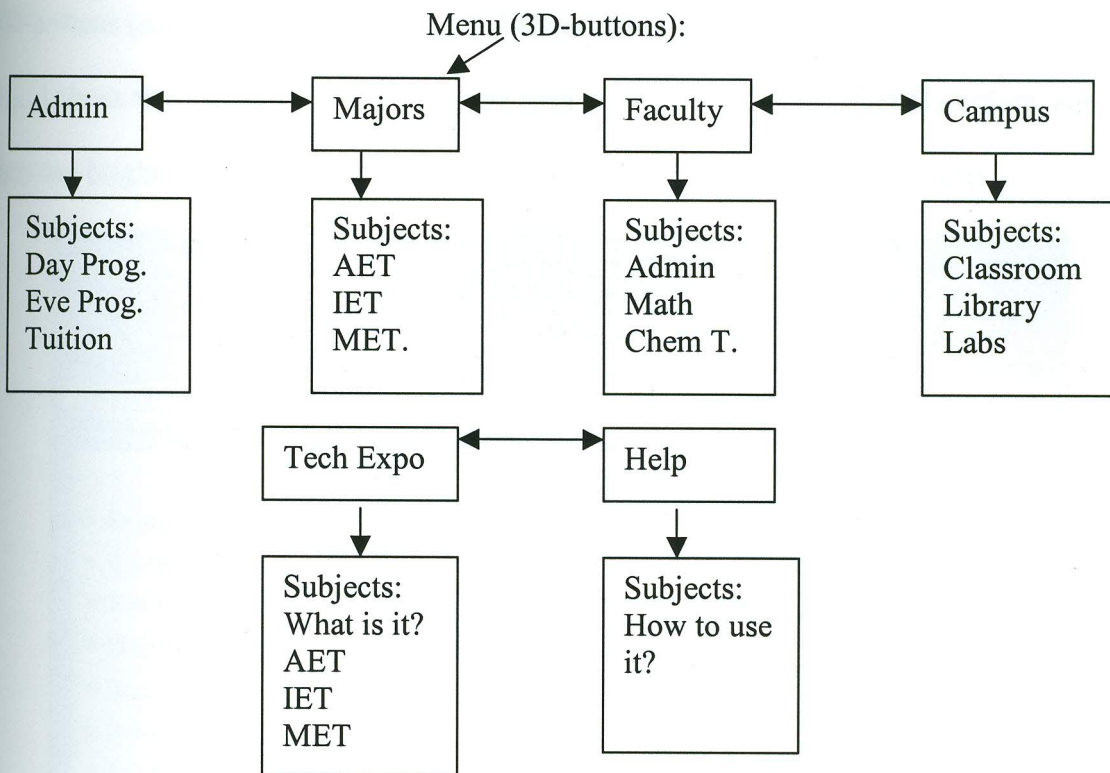 Menu (3D-buttons):
Admin
Majors
Faculty
Campus
Subjects:
Day Prog.
Eve Prog.
Tuition
Subjects:
AET
IET
MET.
Subjects:
Admin
Math
Chem T.
Subjects:
Classroom
Library
Labs
Tech Expo
Help
Subjects:
What is it?
AET
IET
MET
Subjects:
How to use
it?